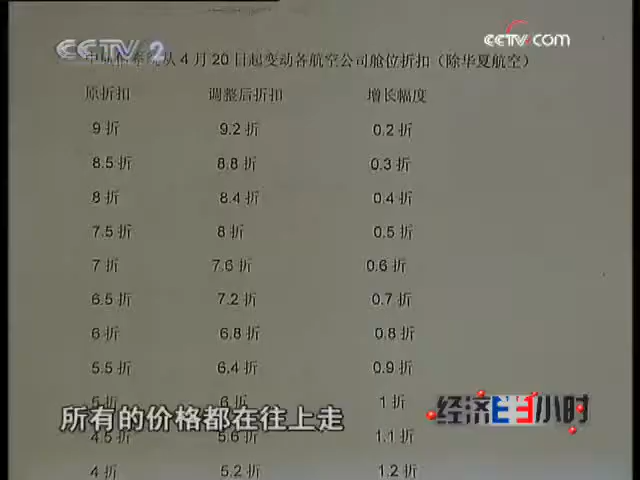 CCTV 2
cctv.com
从4月20日起变动各航空公司舱位折扣（除华夏航空）
原折扣 调整后折扣 增长幅度
9折 9.2折 0.2折
8.5折 8.8折 0.3折
8折 8.4折 0.4折
7.5折 8折 0.5折
7折 7.6折 0.6折
6.5折 7.2折 0.7折
6折 6.8折 0.8折
5.5折 6.4折 0.9折
5折 6折 1折
所有的价格都在往上走
经济半小时
4.5折 5.6折 1.1折
4折 5.2折 1.2折